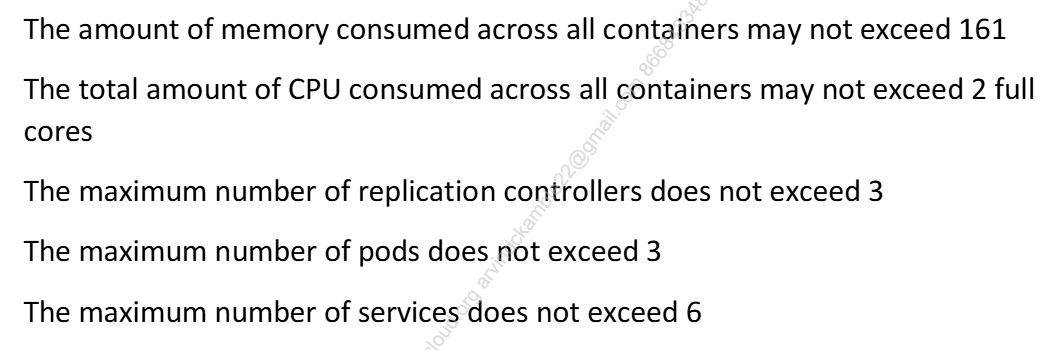 The amount of memory consumed across all containers may not exceed 161
The total amount of CPU consumed across all containers may not exceed 2 full
cores
The maximum number of replication controllers does not exceed 3
The maximum number of pods does not exceed 3
The maximum number of services does not exceed 6